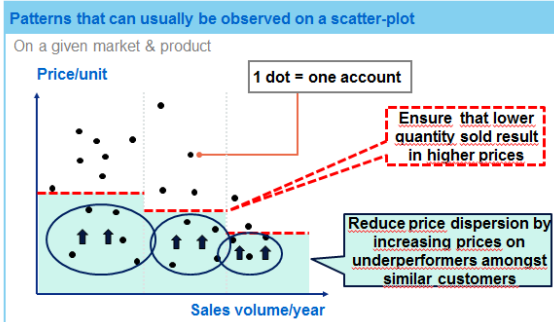 Patterns that can usually be observed on a scatter-plot
On a given market & product
Price/unit
1 dot = one account
Ensure that lower
quantity sold result
in higher prices
Reduce price dispersion by
increasing prices on
underperformers amongst
similar customers
Sales volume/year